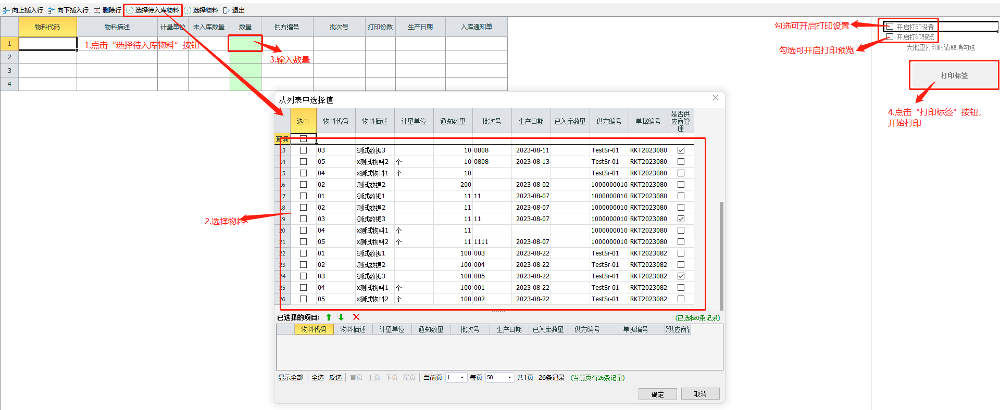 向上插入行 向下插入行 删除行 选择待入库物料 选择物料 退出
物料代码 物料描述 计量单位 未入库数量 数量 供方编号 批次号 打印份数 生产日期 入库通知单
1
2
3
4
1.点击“选择待入库物料”按钮
3.输入数量
勾选可开启打印设置
开启打印设置
开启打印预览
勾选可开启打印预览
大批量打印时请取消勾选
打印标签
4.点击“打印标签”按钮，
开始打印
2.选择物料
从列表中选择值
选中 物料代码 物料描述 计量单位 通知数量 批次号 生产日期 已入库数量 供方编号 单据编号 是否供应商管理
查询
13 03 测试数据3 10 0808 2023-08-11 TestSr-01 RKT2023080
14 05 x测试物料2 个 10 0808 2023-08-13 TestSr-01 RKT2023080
15 04 x测试物料1 个 10 TestSr-01 RKT2023080
16 02 测试数据2 200 2023-08-02 1000000010 RKT2023080
17 01 测试数据1 11 11 2023-08-07 1000000010 RKT2023080
18 02 测试数据2 11 2023-08-07 1000000010 RKT2023080
19 03 测试数据3 11 11 2023-08-07 1000000010 RKT2023080
20 04 x测试物料1 个 11 1000000010 RKT2023080
21 05 x测试物料2 个 11 1111 2023-08-07 1000000010 RKT2023080
22 01 测试数据1 100 003 2023-08-22 TestSr-01 RKT2023082
23 02 测试数据2 100 004 2023-08-22 TestSr-01 RKT2023082
24 03 测试数据3 100 005 2023-08-22 TestSr-01 RKT2023082
25 04 x测试物料1 个 100 001 2023-08-22 TestSr-01 RKT2023082
26 05 x测试物料2 个 100 002 2023-08-22 TestSr-01 RKT2023082
已选择的项目: (已选择0条记录)
物料代码 物料描述 计量单位 通知数量 批次号 生产日期 已入库数量 供方编号 单据编号 供应商
显示全部 全选 反选 首页 上页 下页 尾页 当前页 1 每页 50 共1页 26条记录 (当前页有26条记录)
确定 取消